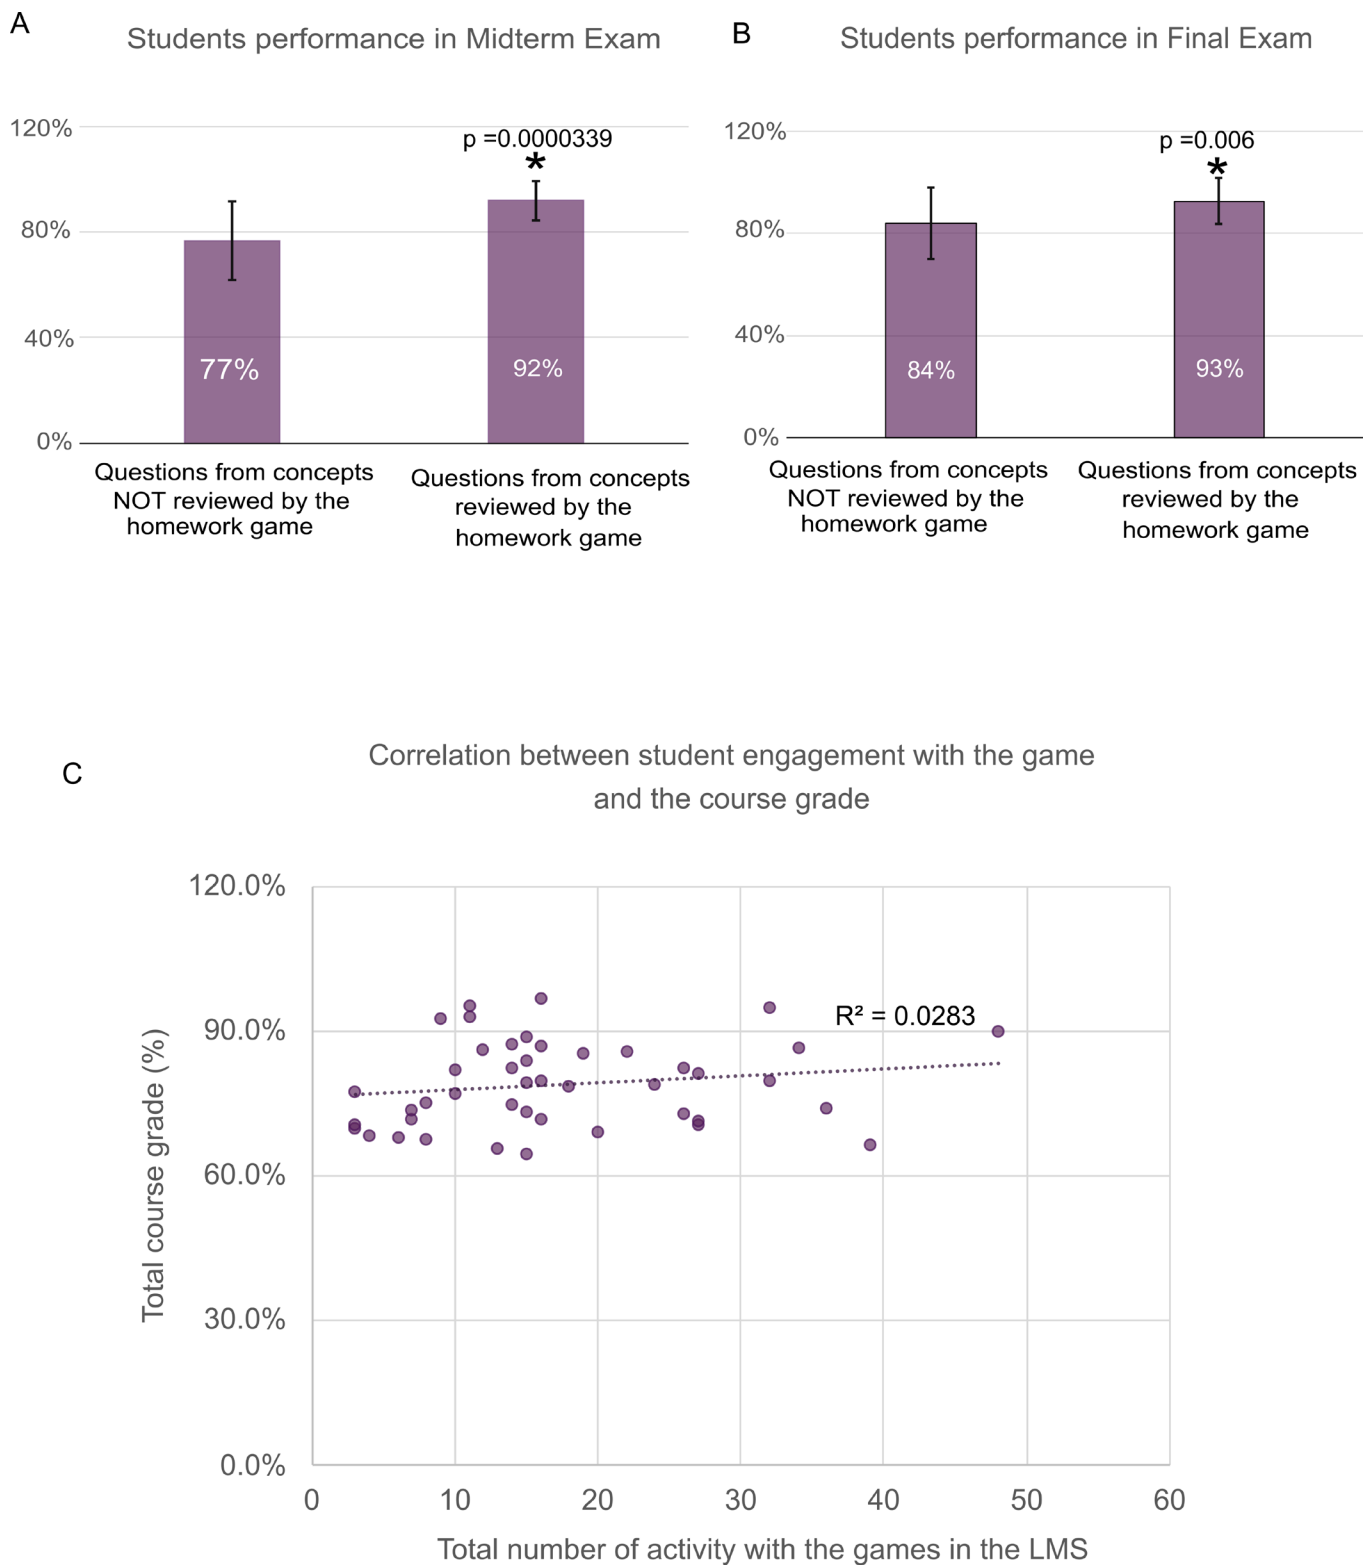 A
Students performance in Midterm Exam
120%
80%
40%
0%
p =0.0000339
*
77%
92%
Questions from concepts
NOT reviewed by the
homework game
Questions from concepts
reviewed by the
homework game
B
Students performance in Final Exam
120%
80%
40%
0%
p =0.006
*
84%
93%
Questions from concepts
NOT reviewed by the
homework game
Questions from concepts
reviewed by the
homework game
C
Correlation between student engagement with the game
and the course grade
120.0%
90.0%
60.0%
30.0%
0.0%
Total course grade (%)
R² = 0.0283
0 10 20 30 40 50 60
Total number of activity with the games in the LMS